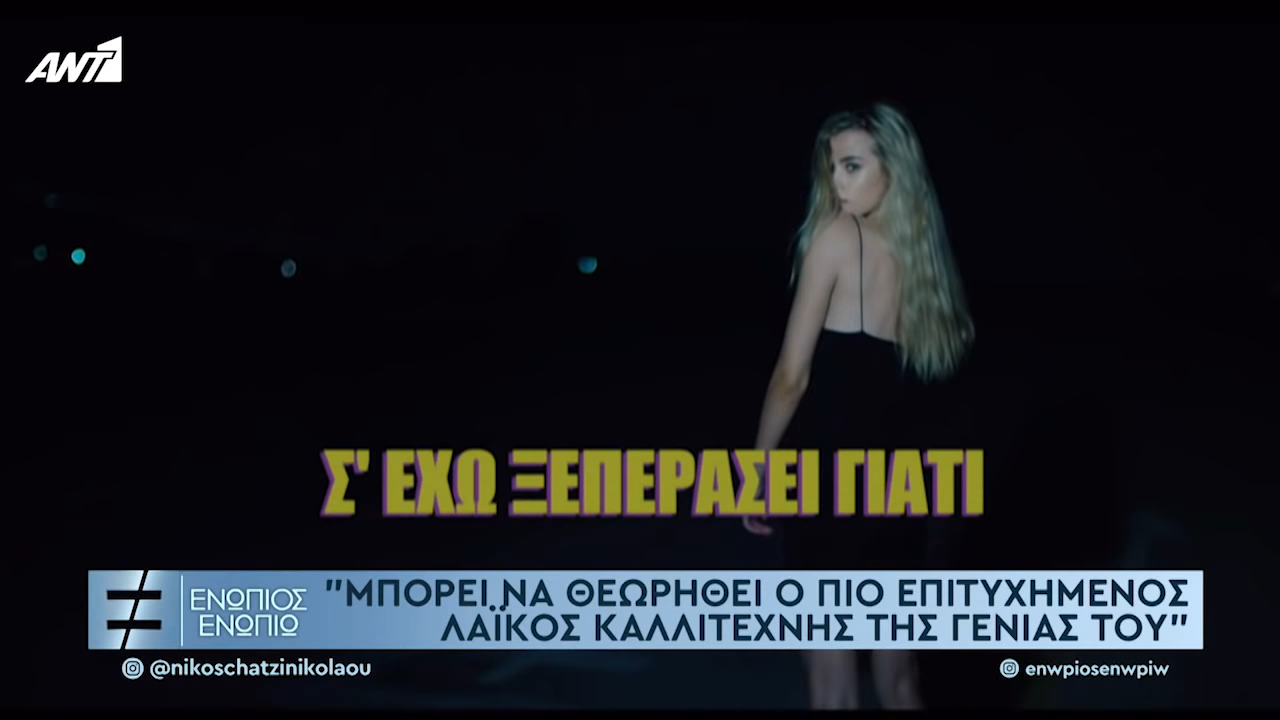 ANT1
Σ' ΕΧΩ ΞΕΠΕΡΑΣΕΙ ΓΙΑΤΙ
ΕΝΩΠΙΟΣ
ΕΝΩΠΙΩ
"ΜΠΟΡΕΙ ΝΑ ΘΕΩΡΗΘΕΙ Ο ΠΙΟ ΕΠΙΤΥΧΗΜΕΝΟΣ
ΛΑΪΚΟΣ ΚΑΛΛΙΤΕΧΝΗΣ ΤΗΣ ΓΕΝΙΑΣ ΤΟΥ"
@nikoschatzinikolaou
enwpiosenwpiw